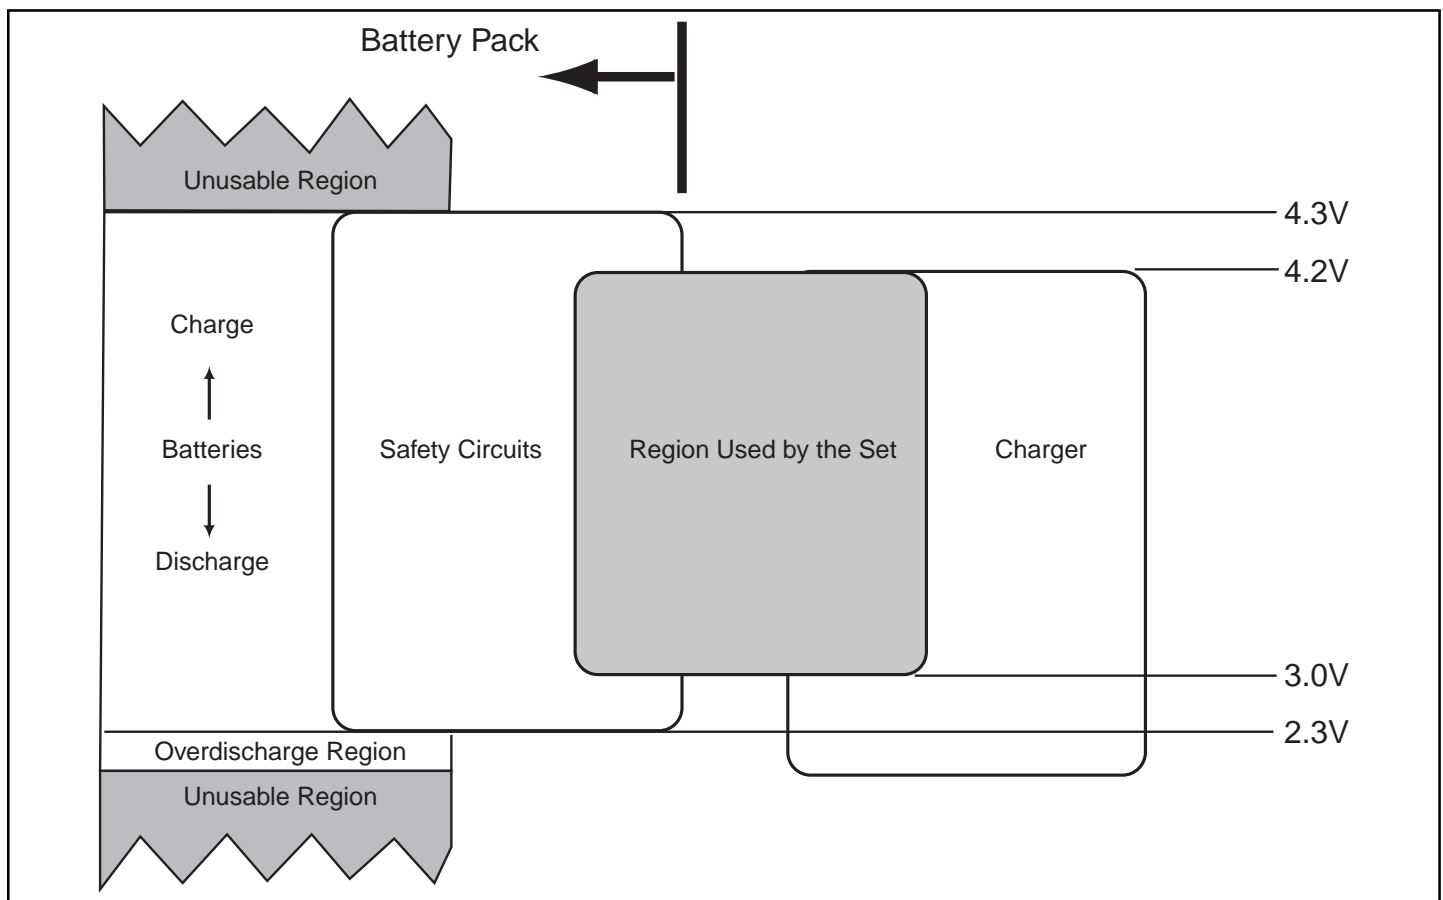 Battery Pack
Unusable Region
4.3V
4.2V
Charge
Batteries
Safety Circuits
Region Used by the Set
Charger
Discharge
3.0V
2.3V
Overdischarge Region
Unusable Region